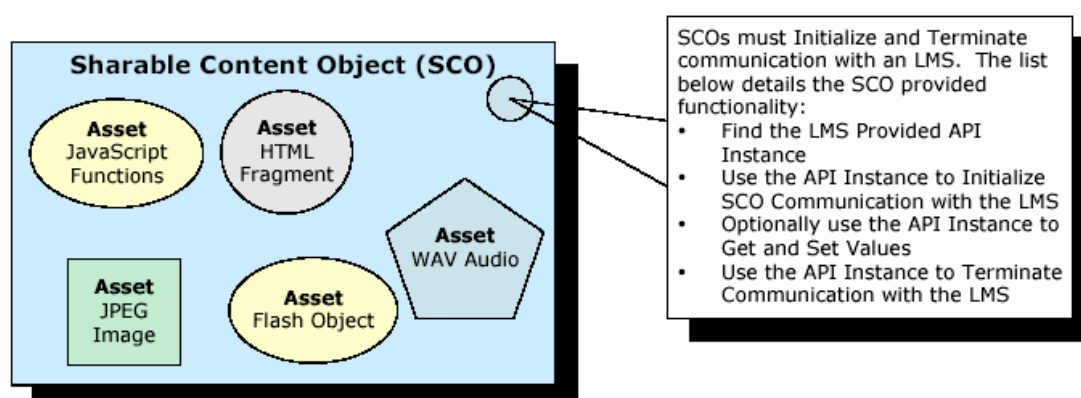 Sharable Content Object (SCO)
Asset
JavaScript
Functions
Asset
HTML
Fragment
Asset
WAV Audio
Asset
JPEG
Image
Asset
Flash Object
SCOs must Initialize and Terminate
communication with an LMS.  The list
below details the SCO provided
functionality:
• Find the LMS Provided API
Instance
• Use the API Instance to Initialize
SCO Communication with the LMS
• Optionally use the API Instance to
Get and Set Values
• Use the API Instance to Terminate
Communication with the LMS